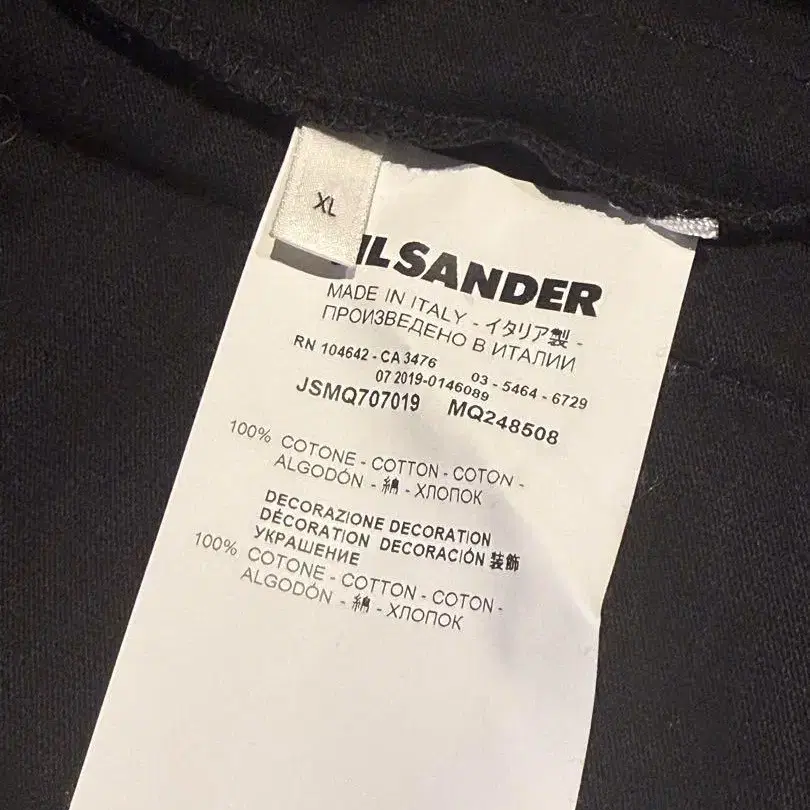 XL
JIL SANDER
MADE IN ITALY - イタリア製 -
ПРОИЗВЕДЕНО В ИТАЛИИ
RN 104642 - CA 3476 03 - 5464 - 6729
07 2019-0146089
JSMQ707019 MQ248508
100% COTONE - COTTON - COTON -
ALGODÓN - 綿 - ХЛОПОК
DECORAZIONE DECORATION
DÉCORATION DECORACIÓN 装飾
УКРАШЕНИЕ
100% COTONE - COTTON - COTON -
ALGODÓN - 綿 - ХЛОПОК